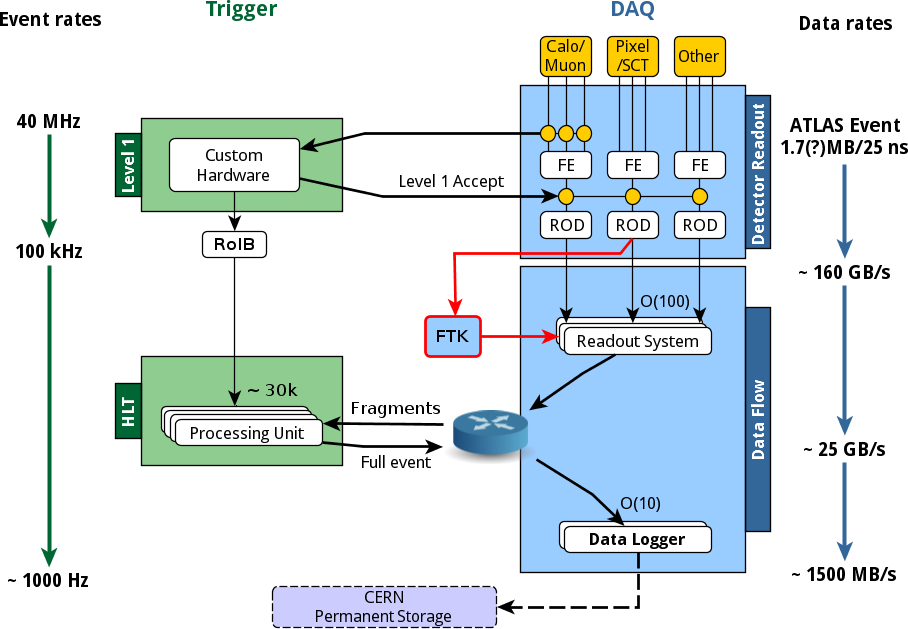 Event rates
Trigger
DAQ
Data rates
Calo/
Muon
Pixel
/SCT
Other
40 MHz
ATLAS Event
1.7(?)MB/25 ns
Level 1
Custom
Hardware
FE
FE
FE
Detector Readout
Level 1 Accept
ROD
ROD
ROD
RoIB
100 kHz
~ 160 GB/s
O(100)
FTK
Readout System
HLT
~ 30k
Processing Unit
Fragments
Full event
Data Flow
~ 25 GB/s
O(10)
Data Logger
~ 1000 Hz
~ 1500 MB/s
CERN
Permanent Storage